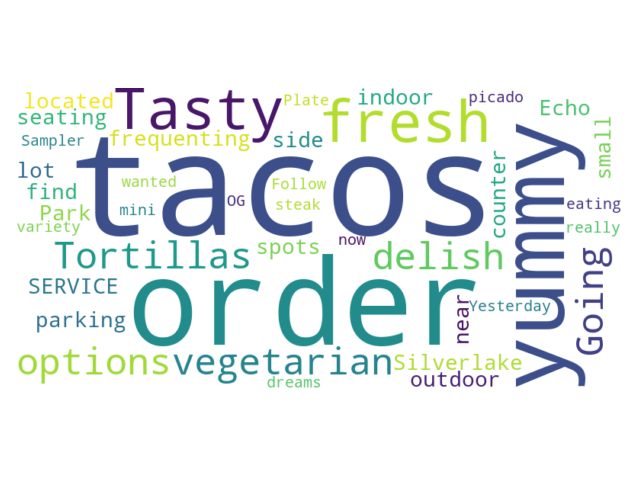 located
Tasty
Plate
indoor
picado
seating
fresh
Echo
Sampler
frequenting
side
small
lot
tacos
yummy
counter
find
wanted
Follow
mini
OG
steak
eating
Park
variety
now
really
Tortillas
spots
delish
Going
SERVICE
order
near
Yesterday
parking
options
vegetarian
Silverlake
outdoor
dreams